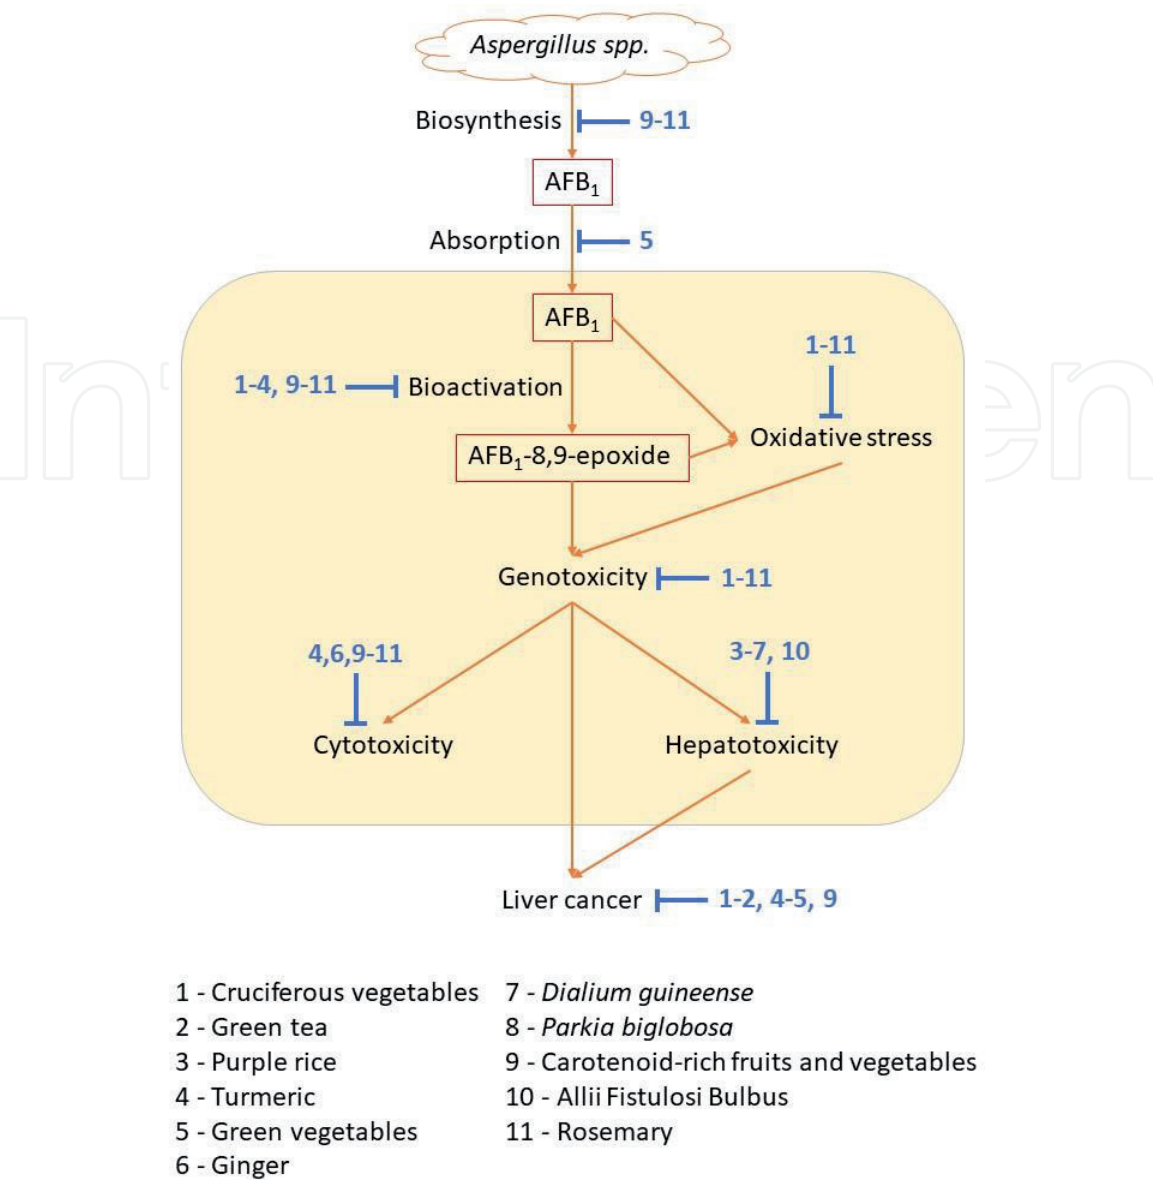 Aspergillus spp.
Biosynthesis
9-11
AFB₁
Absorption
5
AFB₁
1-11
1-4, 9-11
Bioactivation
Oxidative stress
AFB₁-8,9-epoxide
Genotoxicity
1-11
4,6,9-11
3-7, 10
Cytotoxicity
Hepatotoxicity
Liver cancer
1-2, 4-5, 9
1 - Cruciferous vegetables
2 - Green tea
3 - Purple rice
4 - Turmeric
5 - Green vegetables
6 - Ginger
7 - Dialium guineense
8 - Parkia biglobosa
9 - Carotenoid-rich fruits and vegetables
10 - Allii Fistulosi Bulbus
11 - Rosemary